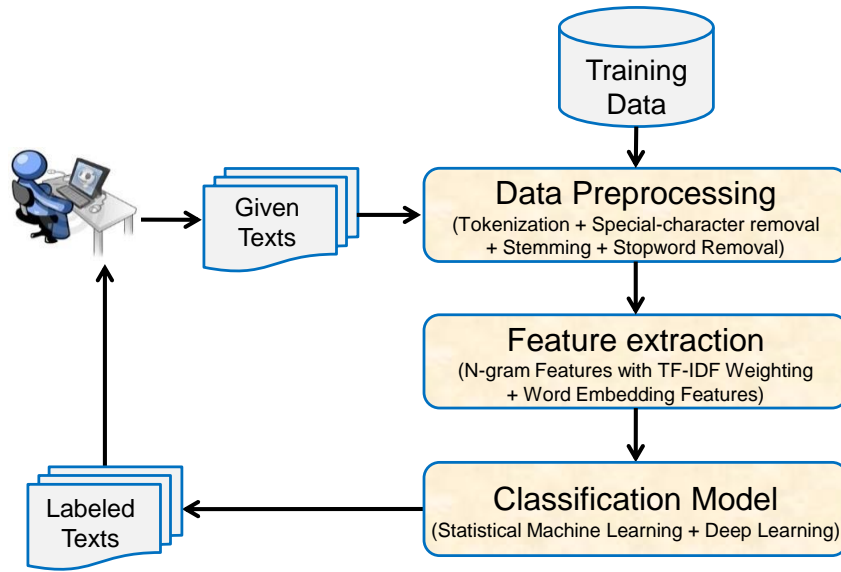 Training
Data
Given
Texts
Data Preprocessing
(Tokenization + Special-character removal
+ Stemming + Stopword Removal)
Feature extraction
(N-gram Features with TF-IDF Weighting
+ Word Embedding Features)
Classification Model
(Statistical Machine Learning + Deep Learning)
Labeled
Texts